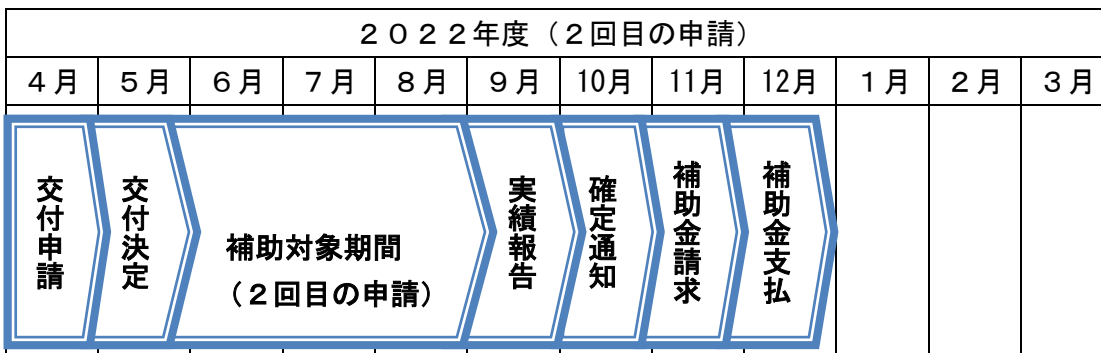 ２０２２年度（２回目の申請）
４月 ５月 ６月 ７月 ８月 ９月 10月 11月 12月 １月 ２月 ３月
交付申請
交付決定
補助対象期間
（２回目の申請）
実績報告
確定通知
補助金請求
補助金支払